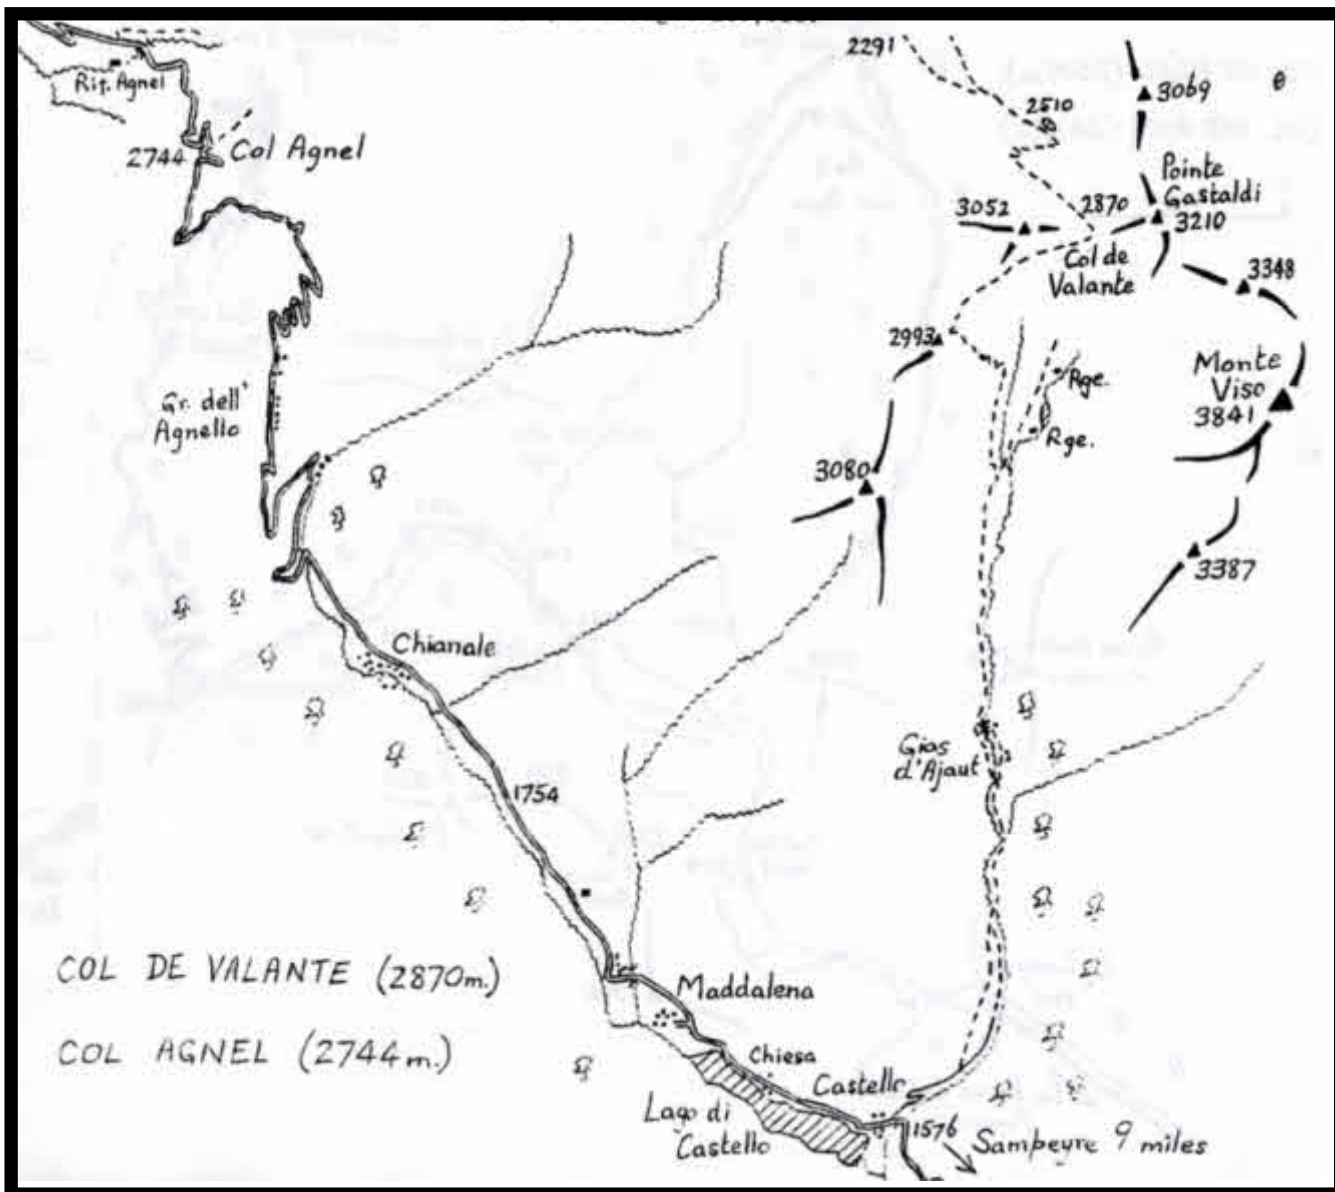 2291
2510
3069
Rif. Agnel
2744
Col Agnel
Pointe
Gastaldi
3210
3052
2870
Col de
Valante
3348
2993
Monte
Viso
3841
Rge.
Rge.
Gr. dell'
Agnello
3080
3387
Chianale
Gias
d'Ajaut
1754
COL DE VALANTE (2870m.)
Maddalena
COL AGNEL (2744m.)
Chiesa
Castello
Lago di
Castello
1576
Sampeyre 9 miles